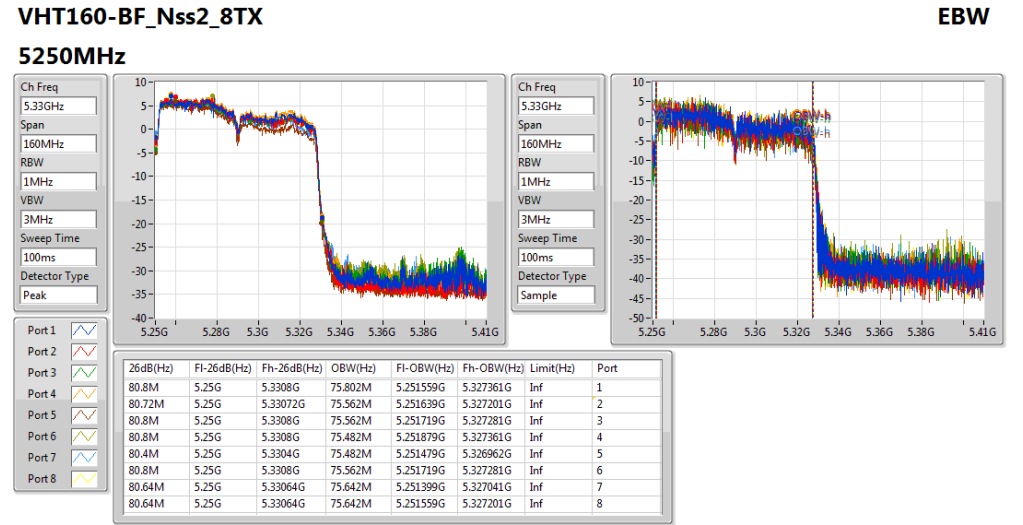 VHT160-BF_Nss2_8TX EBW
5250MHz
Ch Freq
5.33GHz
Span
160MHz
RBW
1MHz
VBW
3MHz
Sweep Time
100ms
Detector Type
Peak
10
5
0
-5
-10
-15
-20
-25
-30
-35
-40
5.25G 5.28G 5.3G 5.32G 5.34G 5.36G 5.38G 5.41G
Ch Freq
5.33GHz
Span
160MHz
RBW
1MHz
VBW
3MHz
Sweep Time
100ms
Detector Type
Sample
10
5
0
-5
-10
-15
-20
-25
-30
-35
-40
-45
-50
5.25G 5.28G 5.3G 5.32G 5.34G 5.36G 5.38G 5.41G
Port 1
Port 2
Port 3
Port 4
Port 5
Port 6
Port 7
Port 8
26dB(Hz) Fl-26dB(Hz) Fh-26dB(Hz) OBW(Hz) Fl-OBW(Hz) Fh-OBW(Hz) Limit(Hz) Port
80.8M 5.25G 5.3308G 75.802M 5.251559G 5.327361G Inf 1
80.72M 5.25G 5.33072G 75.562M 5.251639G 5.327201G Inf 2
80.8M 5.25G 5.3308G 75.562M 5.251719G 5.327281G Inf 3
80.8M 5.25G 5.3308G 75.482M 5.251879G 5.327361G Inf 4
80.4M 5.25G 5.3304G 75.482M 5.251479G 5.326962G Inf 5
80.8M 5.25G 5.3308G 75.562M 5.251719G 5.327281G Inf 6
80.64M 5.25G 5.33064G 75.642M 5.251399G 5.327041G Inf 7
80.64M 5.25G 5.33064G 75.642M 5.251559G 5.327201G Inf 8